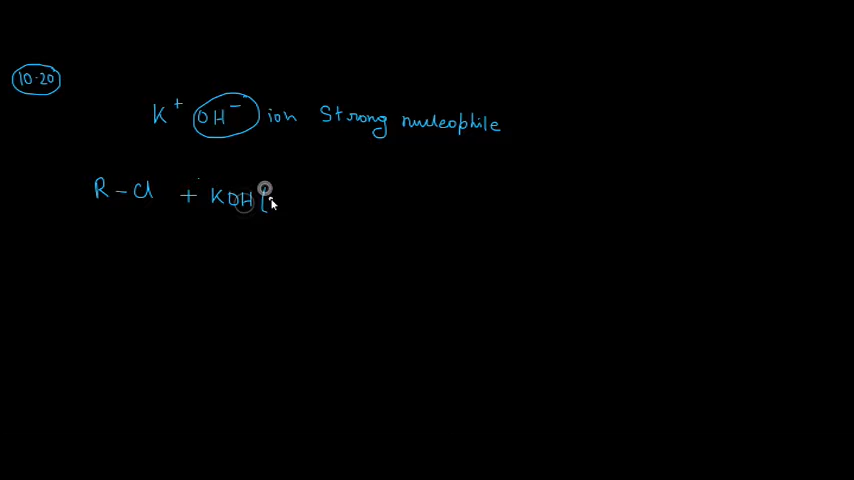 10.20
K⁺ OH⁻ ion Strong nucleophile
R – Cl + KOH (